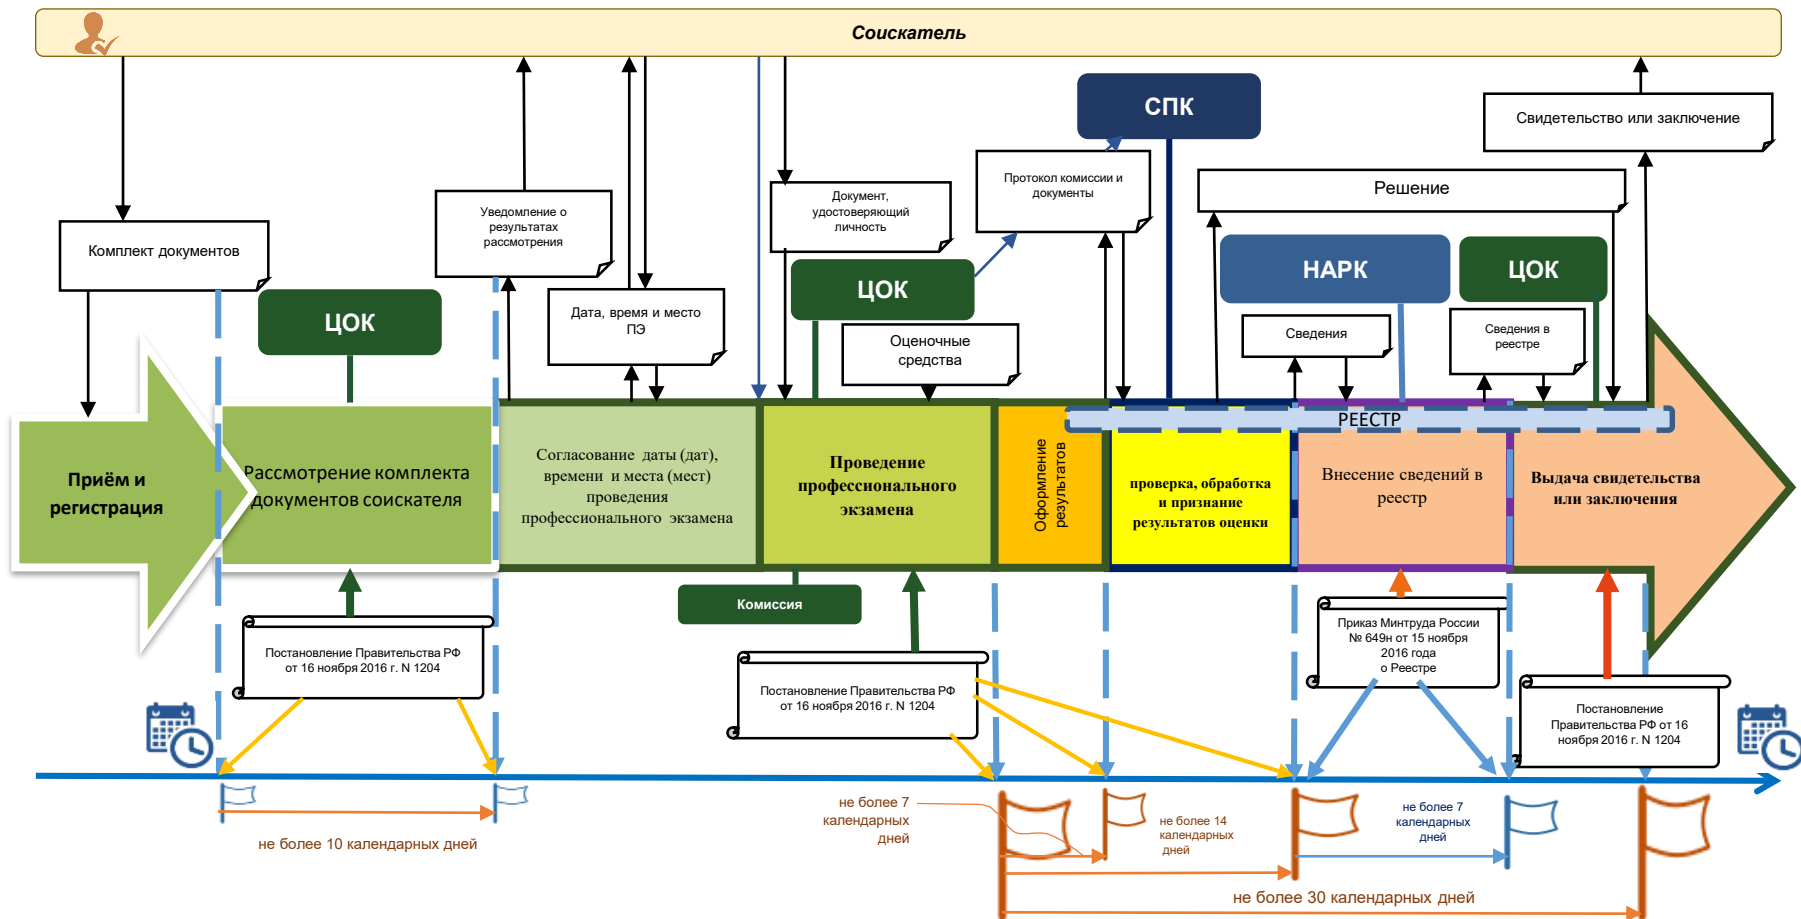 Соискатель
СПК
Свидетельство или заключение
Протокол комиссии и
документы
Решение
Уведомление о
результатах
рассмотрения
Документ,
удостоверяющий
личность
Комплект документов
ЦОК
Дата, время и место
ПЭ
ЦОК
Оценочные
средства
НАРК
ЦОК
Сведения
Сведения в
реестре
РЕЕСТР
Приём и
регистрация
Рассмотрение комплекта
документов соискателя
Согласование даты (дат),
времени и места (мест)
проведения
профессионального экзамена
Проведение
профессионального
экзамена
Оформление
результатов
проверка, обработка
и признание
результатов оценки
Внесение сведений в
реестр
Выдача свидетельства
или заключения
Комиссия
Постановление Правительства РФ
от 16 ноября 2016 г. N 1204
Постановление Правительства РФ
от 16 ноября 2016 г. N 1204
Приказ Минтруда России
№ 649н от 15 ноября
2016 года
о Реестре
Постановление
Правительства РФ от 16
ноября 2016 г. N 1204
не более 10 календарных дней
не более 7
календарных
дней
не более 14
календарных
дней
не более 7
календарных
дней
не более 30 календарных дней